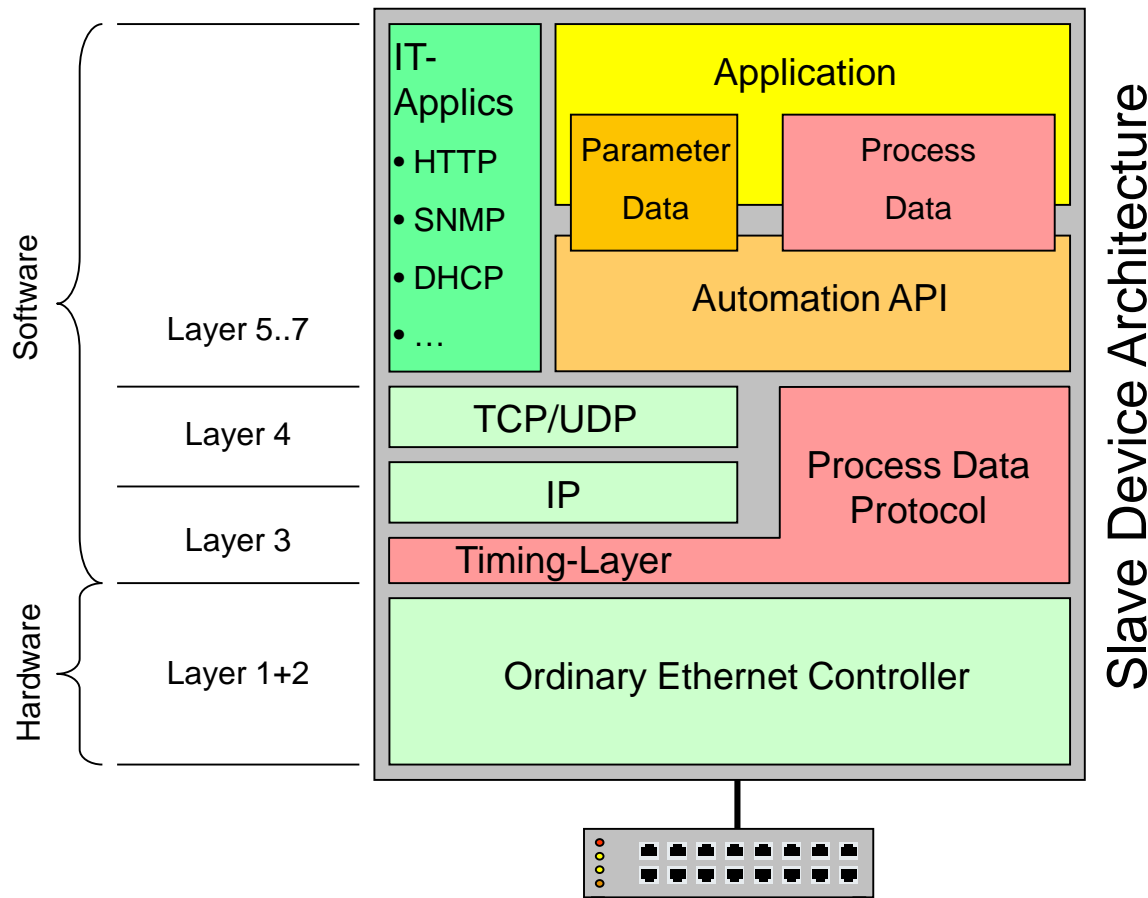 IT-
Applics
• HTTP
• SNMP
• DHCP
• …
Application
Parameter
Data
Process
Data
Automation API
Software
Layer 5..7
Layer 4
Layer 3
TCP/UDP
IP
Process Data
Protocol
Timing-Layer
Hardware
Layer 1+2
Ordinary Ethernet Controller
Slave Device Architecture